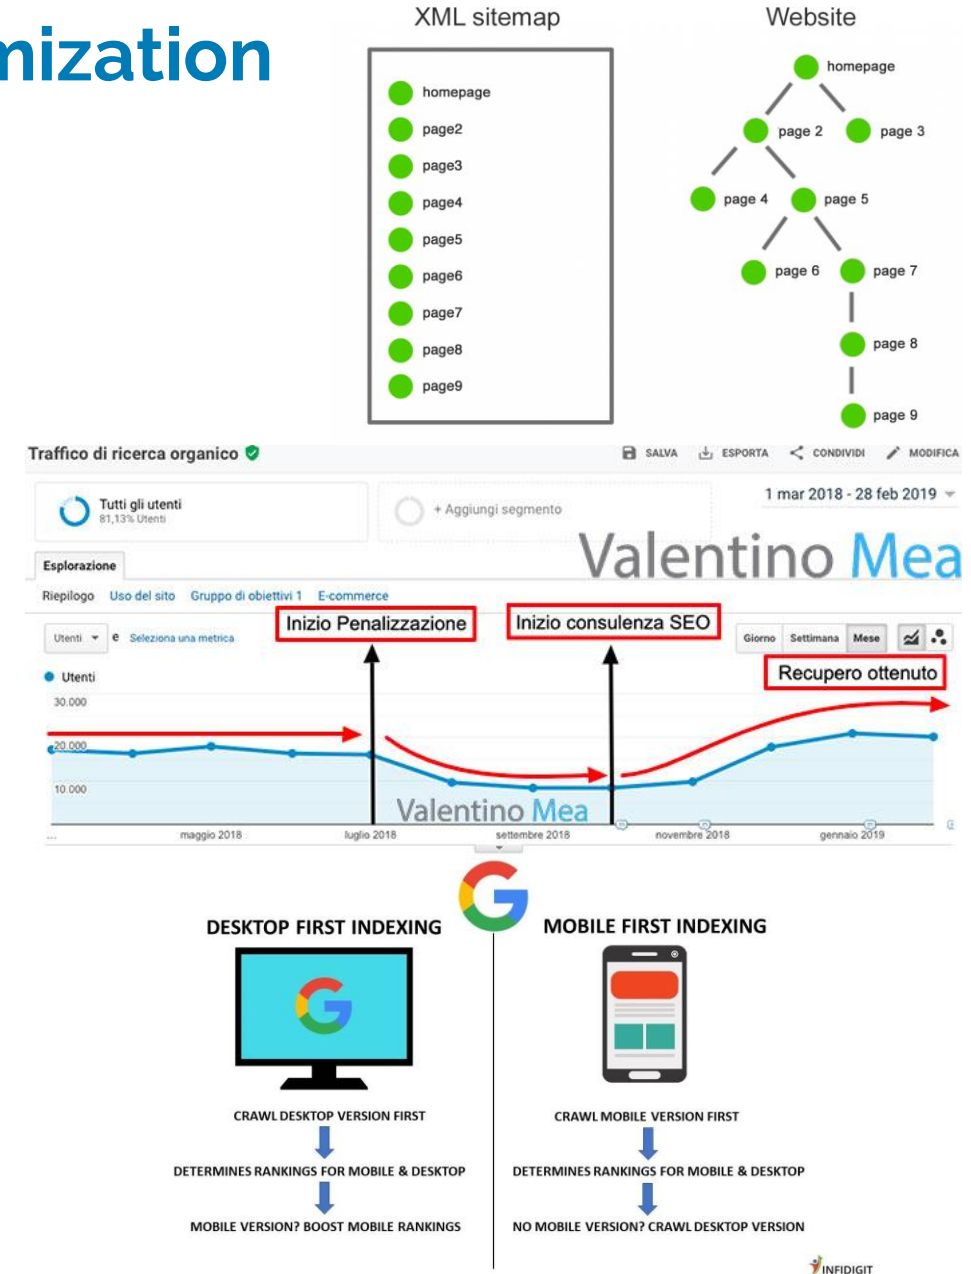 mization
XML sitemap
homepage
page2
page3
page4
page5
page6
page7
page8
page9
Website
homepage
page 2
page 3
page 4
page 5
page 6
page 7
page 8
page 9
Traffico di ricerca organico
SALVA
ESPORTA
CONDIVIDI
MODIFICA
Tutti gli utenti
81,13% Utenti
+ Aggiungi segmento
1 mar 2018 - 28 feb 2019
Valentino Mea
Esplorazione
Riepilogo Uso del sito Gruppo di obiettivi 1 E-commerce
Inizio Penalizzazione
Inizio consulenza SEO
Utenti e Seleziona una metrica
Giorno Settimana Mese
Recupero ottenuto
Utenti
30.000
20.000
10.000
Valentino Mea
... maggio 2018 luglio 2018 settembre 2018 novembre 2018 gennaio 2019
DESKTOP FIRST INDEXING
G
CRAWL DESKTOP VERSION FIRST
DETERMINES RANKINGS FOR MOBILE & DESKTOP
MOBILE VERSION? BOOST MOBILE RANKINGS
G
MOBILE FIRST INDEXING
CRAWL MOBILE VERSION FIRST
DETERMINES RANKINGS FOR MOBILE & DESKTOP
NO MOBILE VERSION? CRAWL DESKTOP VERSION
INFIDIGIT